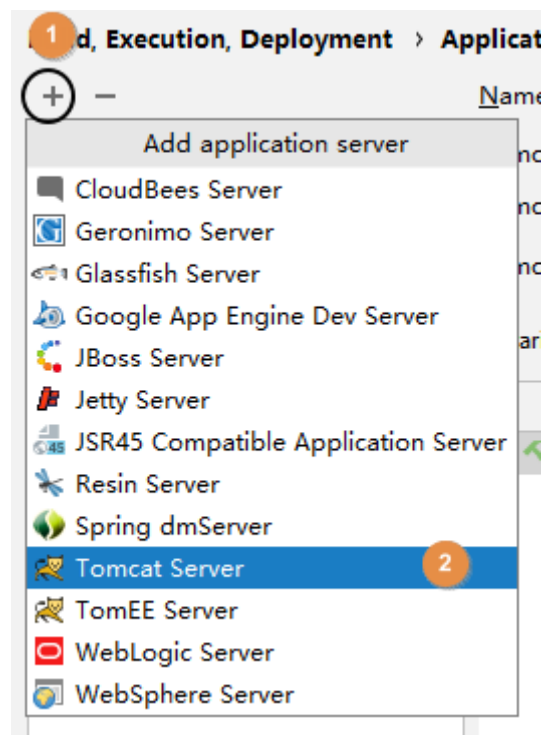 1
d, Execution, Deployment › Applicat
+ −
Name
Add application server
CloudBees Server
Geronimo Server
Glassfish Server
Google App Engine Dev Server
JBoss Server
Jetty Server
JSR45 Compatible Application Server
Resin Server
Spring dmServer
Tomcat Server 2
TomEE Server
WebLogic Server
WebSphere Server